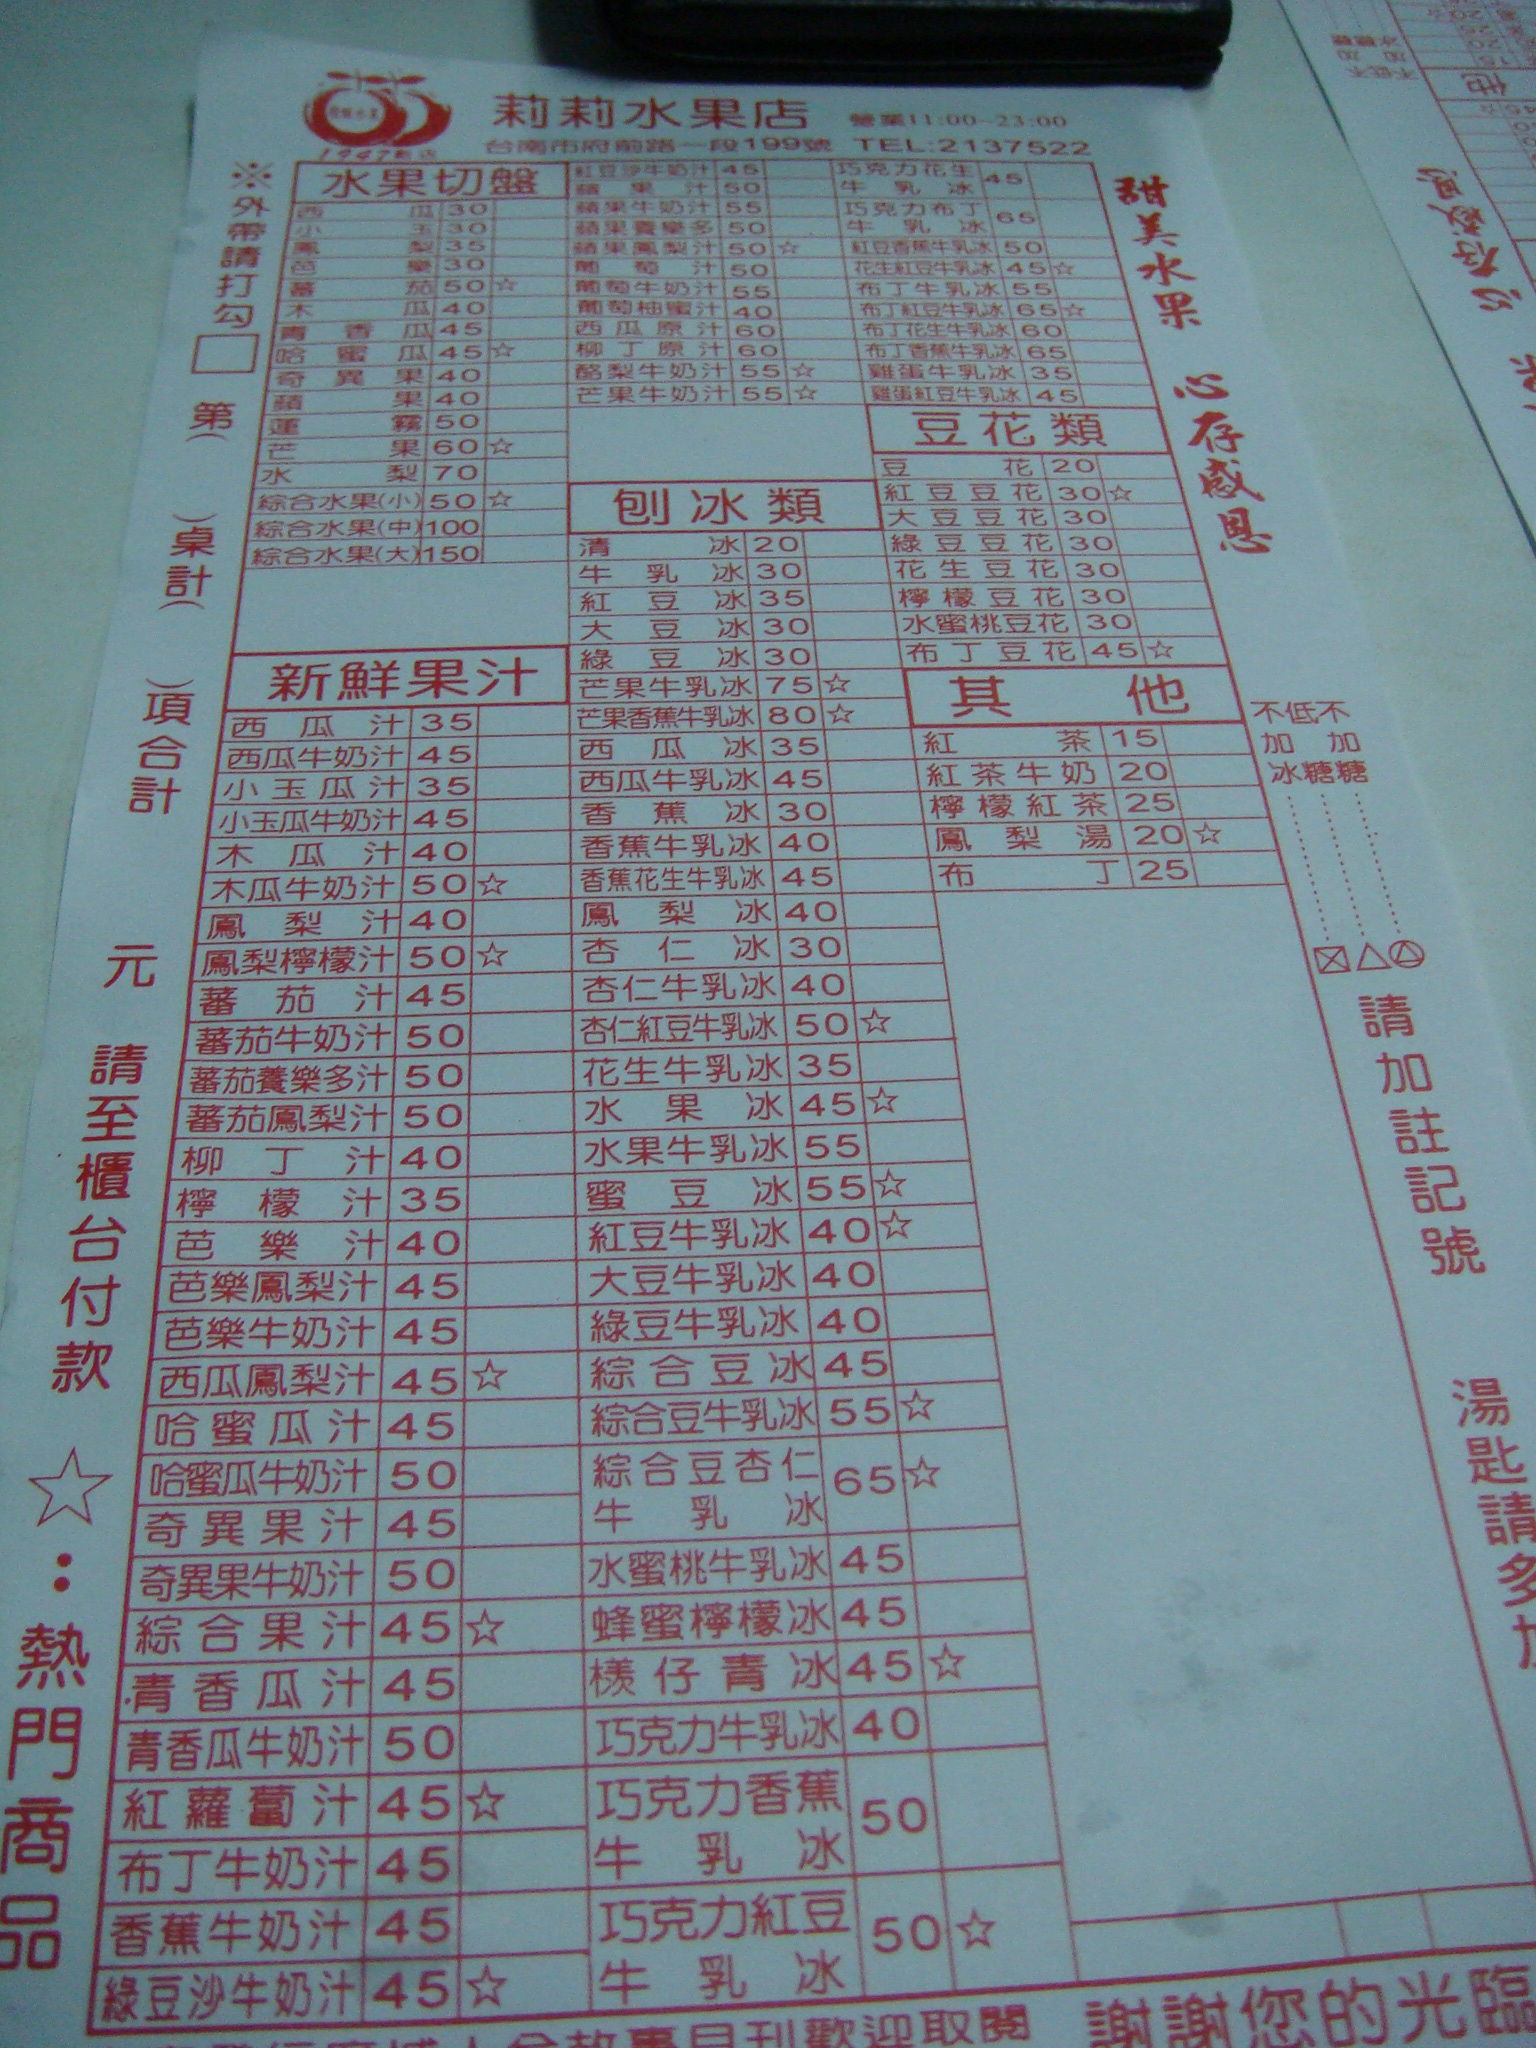 莉莉水果店 營業11:00~23:00
台南市府前路一段199號 TEL:2137522
1947創店
※外帶請打勾□
第( )桌計( )項合計 元 請至櫃台付款 ☆:熱門商品
水果切盤
西瓜 30
小玉 30
鳳梨 35
芭樂 30
蕃茄 50 ☆
木瓜 40
青香瓜 45
哈蜜瓜 45 ☆
奇異果 40
蘋果 40
蓮霧 50
芒果 60 ☆
水梨 70
綜合水果(小) 50 ☆
綜合水果(中) 100
綜合水果(大) 150
新鮮果汁
西瓜汁 35
西瓜牛奶汁 45
小玉瓜汁 35
小玉瓜牛奶汁 45
木瓜汁 40
木瓜牛奶汁 50 ☆
鳳梨汁 40
鳳梨檸檬汁 50 ☆
蕃茄汁 45
蕃茄牛奶汁 50
蕃茄養樂多汁 50
蕃茄鳳梨汁 50
柳丁汁 40
檸檬汁 35
芭樂汁 40
芭樂鳳梨汁 45
芭樂牛奶汁 45
西瓜鳳梨汁 45 ☆
哈蜜瓜汁 45
哈蜜瓜牛奶汁 50
奇異果汁 45
奇異果牛奶汁 50
綜合果汁 45 ☆
青香瓜汁 45
青香瓜牛奶汁 50
紅蘿蔔汁 45 ☆
布丁牛奶汁 45
香蕉牛奶汁 45
綠豆沙牛奶汁 45 ☆
紅豆沙牛奶汁 45
蘋果汁 50
蘋果牛奶汁 55
蘋果養樂多 50
蘋果鳳梨汁 50 ☆
葡萄汁 50
葡萄牛奶汁 55
葡萄柚蜜汁 40
西瓜原汁 60
柳丁原汁 60
酪梨牛奶汁 55 ☆
芒果牛奶汁 55 ☆
刨冰類
清冰 20
牛乳冰 30
紅豆冰 35
大豆冰 30
綠豆冰 30
芒果牛乳冰 75 ☆
芒果香蕉牛乳冰 80 ☆
西瓜冰 35
西瓜牛乳冰 45
香蕉冰 30
香蕉牛乳冰 40
香蕉花生牛乳冰 45
鳳梨冰 40
杏仁冰 30
杏仁牛乳冰 40
杏仁紅豆牛乳冰 50 ☆
花生牛乳冰 35
水果冰 45 ☆
水果牛乳冰 55
蜜豆冰 55 ☆
紅豆牛乳冰 40 ☆
大豆牛乳冰 40
綠豆牛乳冰 40
綜合豆冰 45
綜合豆牛乳冰 55 ☆
綜合豆杏仁
牛乳冰 65 ☆
水蜜桃牛乳冰 45
蜂蜜檸檬冰 45
檨仔青冰 45 ☆
巧克力牛乳冰 40
巧克力香蕉
牛乳冰 50
巧克力紅豆
牛乳冰 50 ☆
巧克力花生
牛乳冰 45
巧克力布丁
牛乳冰 65
紅豆香蕉牛乳冰 50
花生紅豆牛乳冰 45 ☆
布丁牛乳冰 55
布丁紅豆牛乳冰 65 ☆
布丁花生牛乳冰 60
布丁香蕉牛乳冰 65
雞蛋牛乳冰 35
雞蛋紅豆牛乳冰 45
豆花類
豆花 20
紅豆豆花 30 ☆
大豆豆花 30
綠豆豆花 30
花生豆花 30
檸檬豆花 30
水蜜桃豆花 30
布丁豆花 45 ☆
其他
紅茶 15
紅茶牛奶 20
檸檬紅茶 25
鳳梨湯 20 ☆
布丁 25
甜美水果 心存感恩
不加冰
低糖
不加糖
請加註記號
湯匙請多加
取閱 謝謝您的光臨